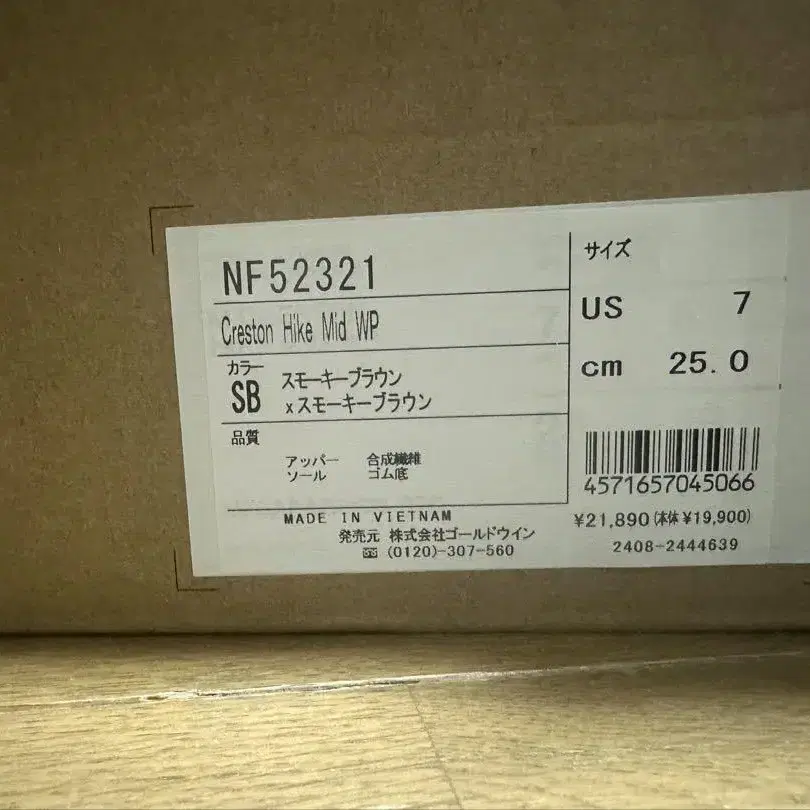 NF52321
Creston Hike Mid WP
カラー
SB スモーキーブラウン
xスモーキーブラウン
品質
アッパー 合成繊維
ソール ゴム底
MADE IN VIETNAM
発売元 株式会社ゴールドウイン
(0120)-307-560
サイズ
US 7
cm 25.0
4571657045066
¥21,890(本体¥19,900)
2408-2444639